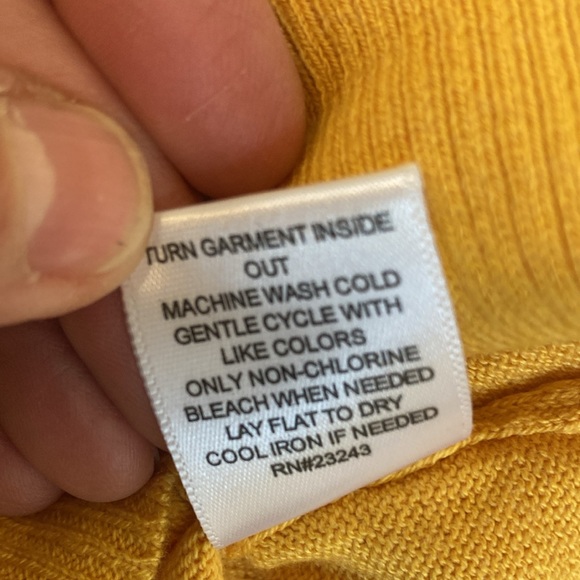 TURN GARMENT INSIDE
OUT
MACHINE WASH COLD
GENTLE CYCLE WITH
LIKE COLORS
ONLY NON-CHLORINE
BLEACH WHEN NEEDED
LAY FLAT TO DRY
COOL IRON IF NEEDED
RN#23243